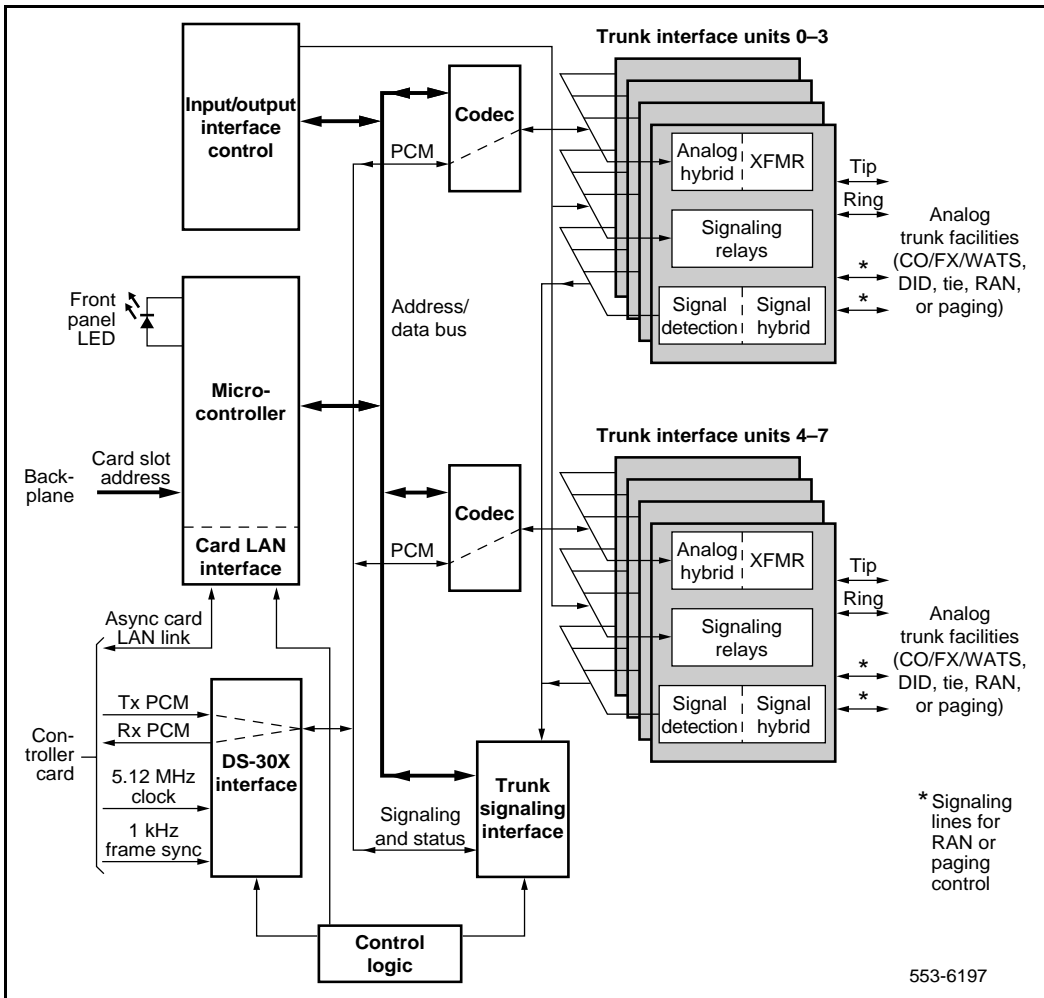 Trunk interface units 0–3
Input/output
interface
control
Codec
PCM
Analog
hybrid
XFMR
Signaling
relays
Signal
detection
Signal
hybrid
Tip
Ring
*
*
Analog
trunk facilities
(CO/FX/WATS,
DID, tie, RAN,
or paging)
Front
panel
LED
Address/
data bus
Micro-
controller
Card slot
address
Back-
plane
Card LAN
interface
Trunk interface units 4–7
Codec
PCM
Analog
hybrid
XFMR
Signaling
relays
Signal
detection
Signal
hybrid
Tip
Ring
*
*
Analog
trunk facilities
(CO/FX/WATS,
DID, tie, RAN,
or paging)
Async card
LAN link
Tx PCM
Rx PCM
Con-
troller
card
5.12 MHz
clock
1 kHz
frame sync
DS-30X
interface
Signaling
and status
Trunk
signaling
interface
* Signaling
lines for
RAN or
paging
control
Control
logic
553-6197